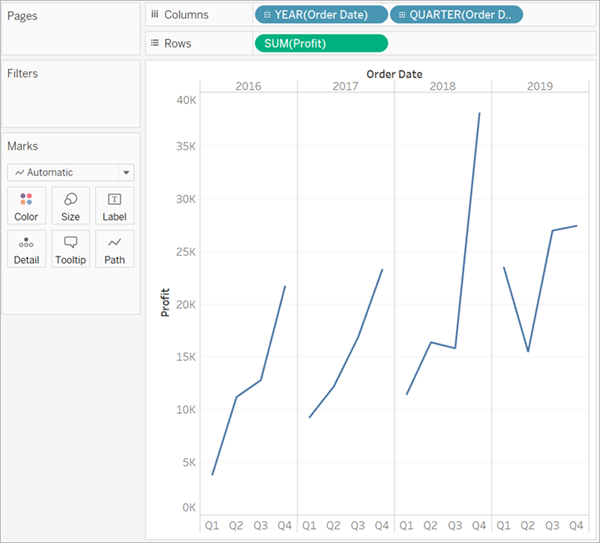 Pages
Columns
YEAR(Order Date)
QUARTER(Order D..
Rows
SUM(Profit)
Filters
Marks
Automatic
Color Size Label
Detail Tooltip Path
Order Date
2016 2017 2018 2019
Profit
40K
35K
30K
25K
20K
15K
10K
5K
0K
Q1 Q2 Q3 Q4 Q1 Q2 Q3 Q4 Q1 Q2 Q3 Q4 Q1 Q2 Q3 Q4